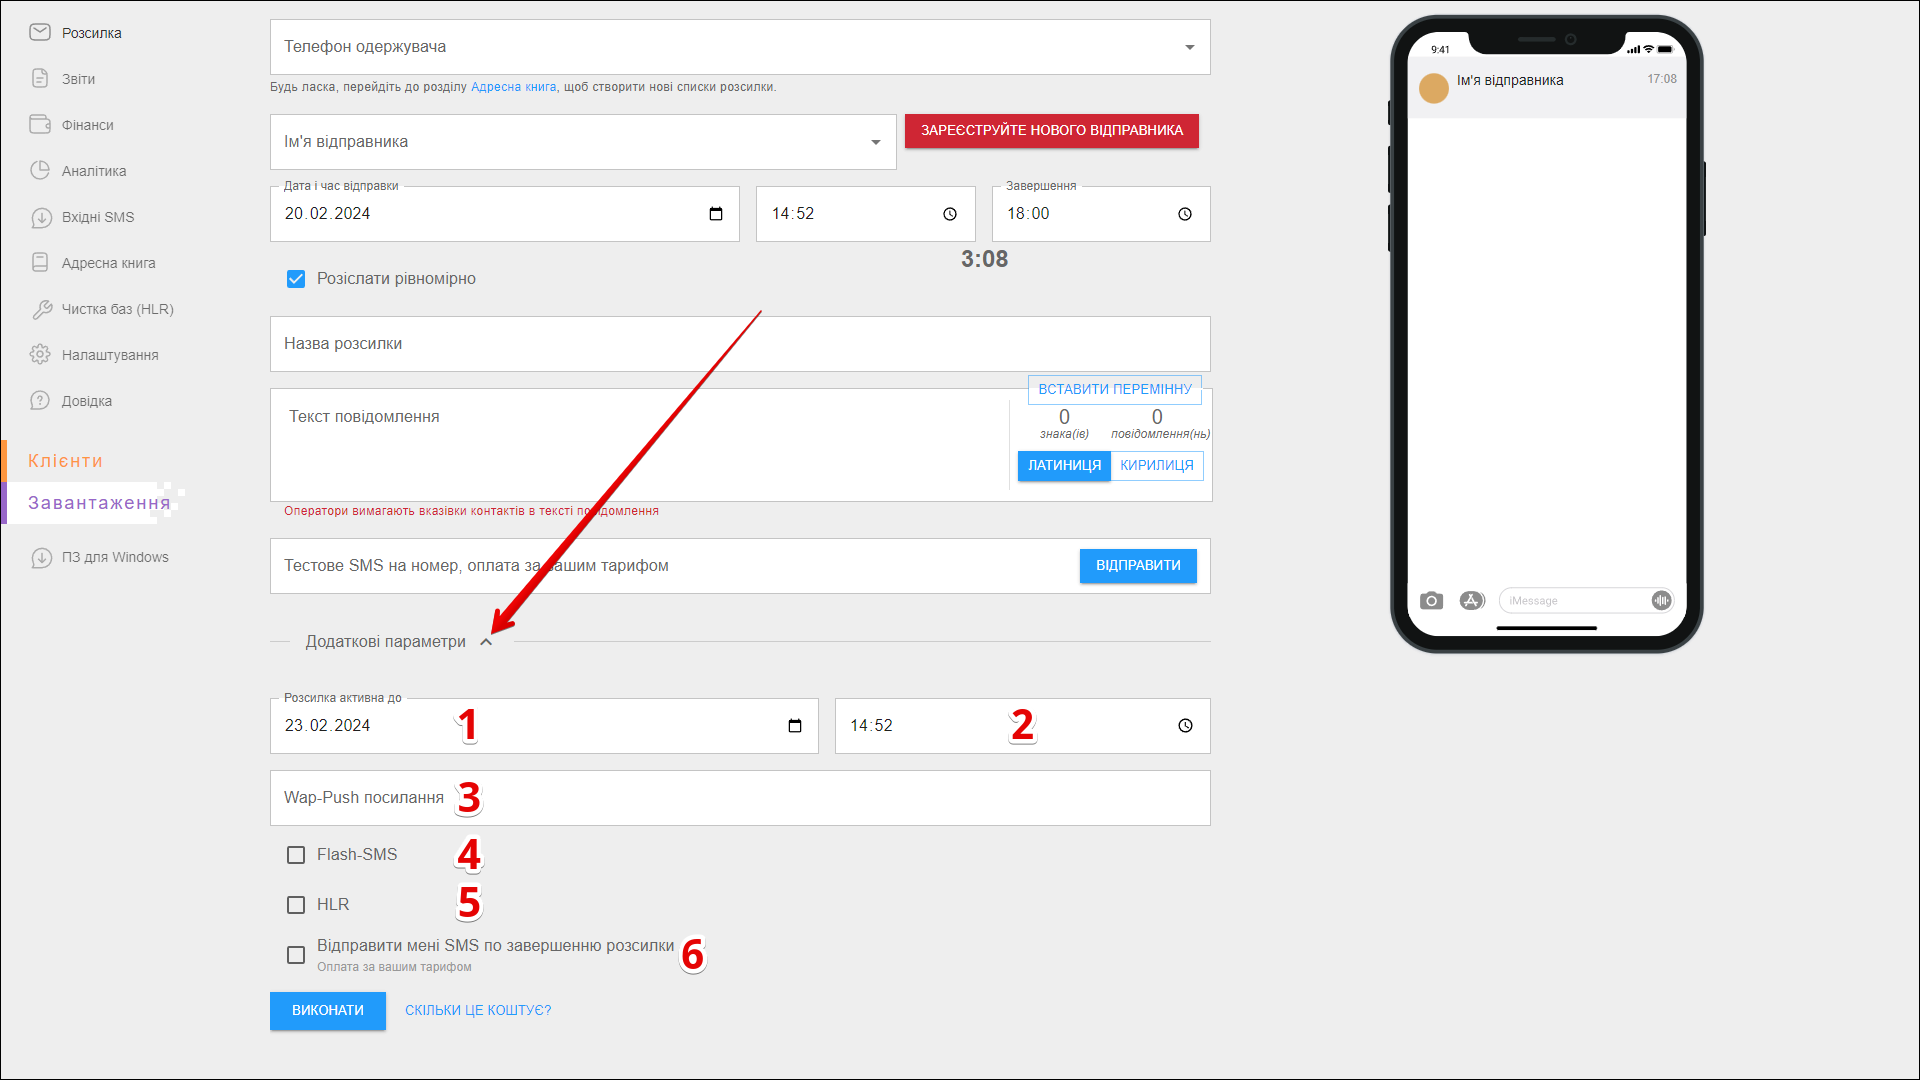 Розсилка
Звіти
Фінанси
Аналітика
Вхідні SMS
Адресна книга
Чистка баз (HLR)
Налаштування
Довідка
Клієнти
Завантаження
ПЗ для Windows
Телефон одержувача
Будь ласка, перейдіть до розділу Адресна книга, щоб створити нові списки розсилки.
Ім'я відправника
ЗАРЕЄСТРУЙТЕ НОВОГО ВІДПРАВНИКА
Дата і час відправки
Завершення
20.02.2024
14:52
18:00
3:08
Розіслати рівномірно
Назва розсилки
ВСТАВИТИ ПЕРЕМІННУ
Текст повідомлення
0
0
знака(ів)
повідомлення(нь)
ЛАТИНИЦЯ
КИРИЛИЦЯ
Оператори вимагають вказівки контактів в тексті повідомлення
Тестове SMS на номер, оплата за вашим тарифом
ВІДПРАВИТИ
Додаткові параметри
Розсилка активна до
23.02.2024
1
14:52
2
Wap-Push посилання
3
Flash-SMS
4
HLR
5
Відправити мені SMS по завершенню розсилки
6
Оплата за вашим тарифом
ВИКОНАТИ
СКІЛЬКИ ЦЕ КОШТУЄ?
9:41
Ім'я відправника
17:08
iMessage